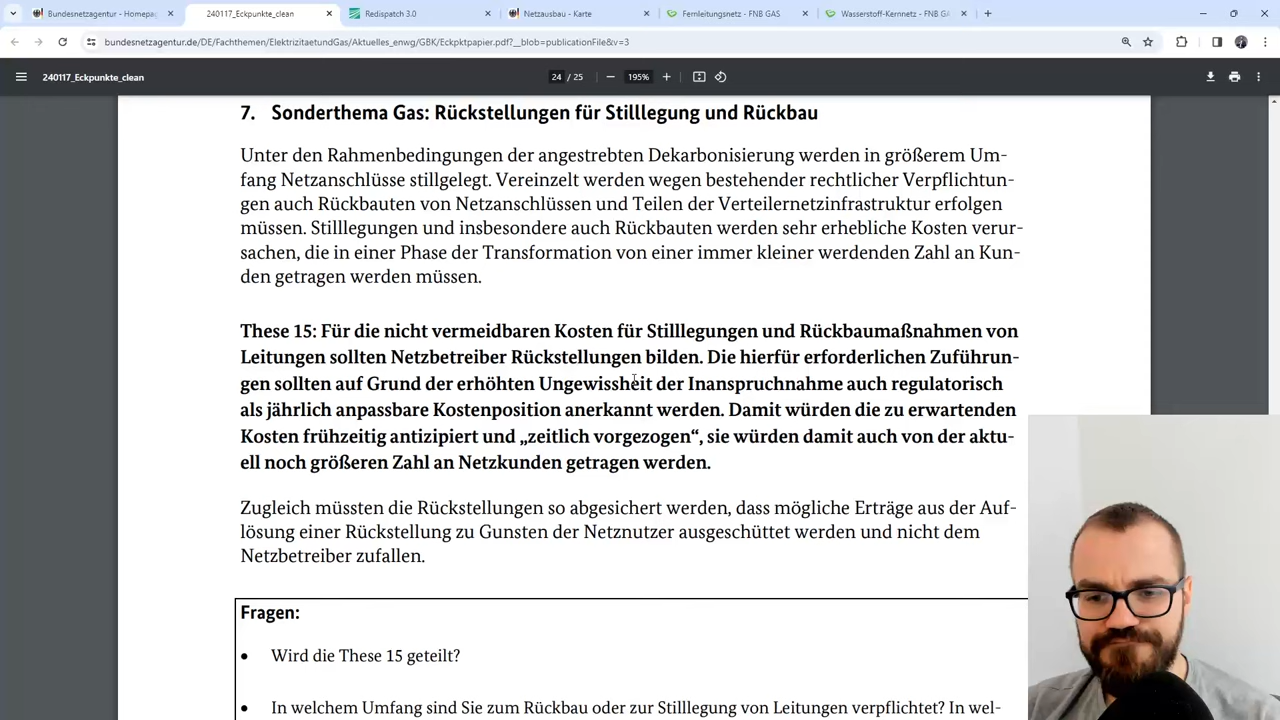 Bundesnetzagentur - Homepag
240117_Eckpunkte_clean
Redispatch 3.0
Netzausbau - Karte
Fernleitungsnetz - FNB GAS
Wasserstoff-Kernnetz - FNB GA
bundesnetzagentur.de/DE/Fachthemen/ElektrizitaetundGas/Aktuelles_enwg/GBK/Eckpktpapier.pdf?__blob=publicationFile&v=3
240117_Eckpunkte_clean
24 / 25
195%
7. Sonderthema Gas: Rückstellungen für Stilllegung und Rückbau
Unter den Rahmenbedingungen der angestrebten Dekarbonisierung werden in größerem Um-
fang Netzanschlüsse stillgelegt. Vereinzelt werden wegen bestehender rechtlicher Verpflichtun-
gen auch Rückbauten von Netzanschlüssen und Teilen der Verteilernetzinfrastruktur erfolgen
müssen. Stilllegungen und insbesondere auch Rückbauten werden sehr erhebliche Kosten verur-
sachen, die in einer Phase der Transformation von einer immer kleiner werdenden Zahl an Kun-
den getragen werden müssen.
These 15: Für die nicht vermeidbaren Kosten für Stilllegungen und Rückbaumaßnahmen von
Leitungen sollten Netzbetreiber Rückstellungen bilden. Die hierfür erforderlichen Zuführun-
gen sollten auf Grund der erhöhten Ungewissheit der Inanspruchnahme auch regulatorisch
als jährlich anpassbare Kostenposition anerkannt werden. Damit würden die zu erwartenden
Kosten frühzeitig antizipiert und „zeitlich vorgezogen“, sie würden damit auch von der aktu-
ell noch größeren Zahl an Netzkunden getragen werden.
Zugleich müssten die Rückstellungen so abgesichert werden, dass mögliche Erträge aus der Auf-
lösung einer Rückstellung zu Gunsten der Netznutzer ausgeschüttet werden und nicht dem
Netzbetreiber zufallen.
Fragen:
• Wird die These 15 geteilt?
• In welchem Umfang sind Sie zum Rückbau oder zur Stilllegung von Leitungen verpflichtet? In wel-